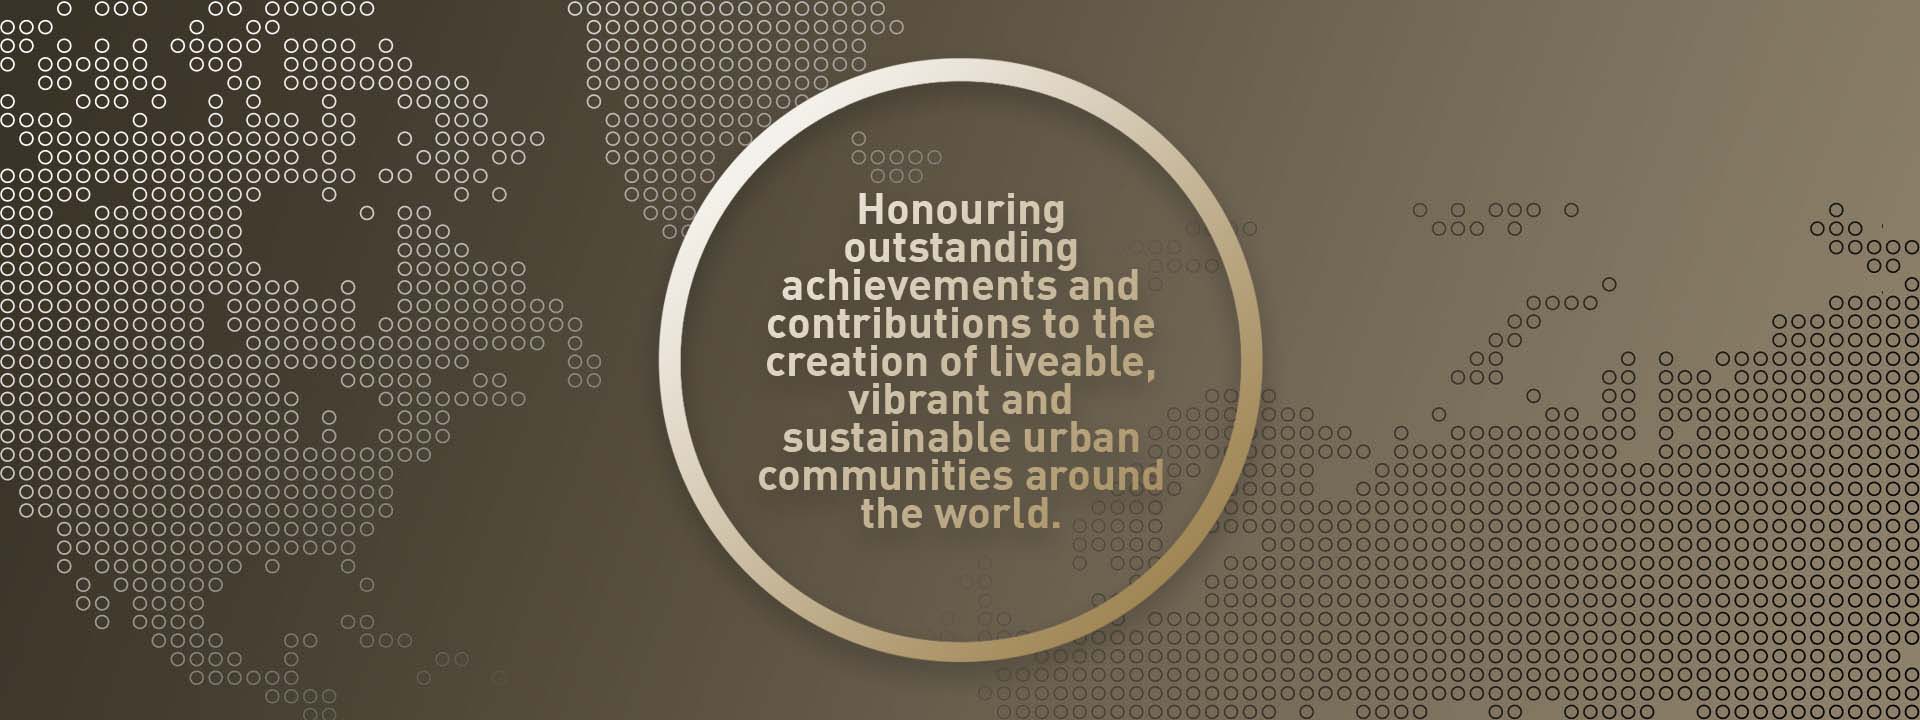 Honouring
outstanding
achievements and
contributions to the
creation of liveable,
vibrant and
sustainable urban
communities around
the world.